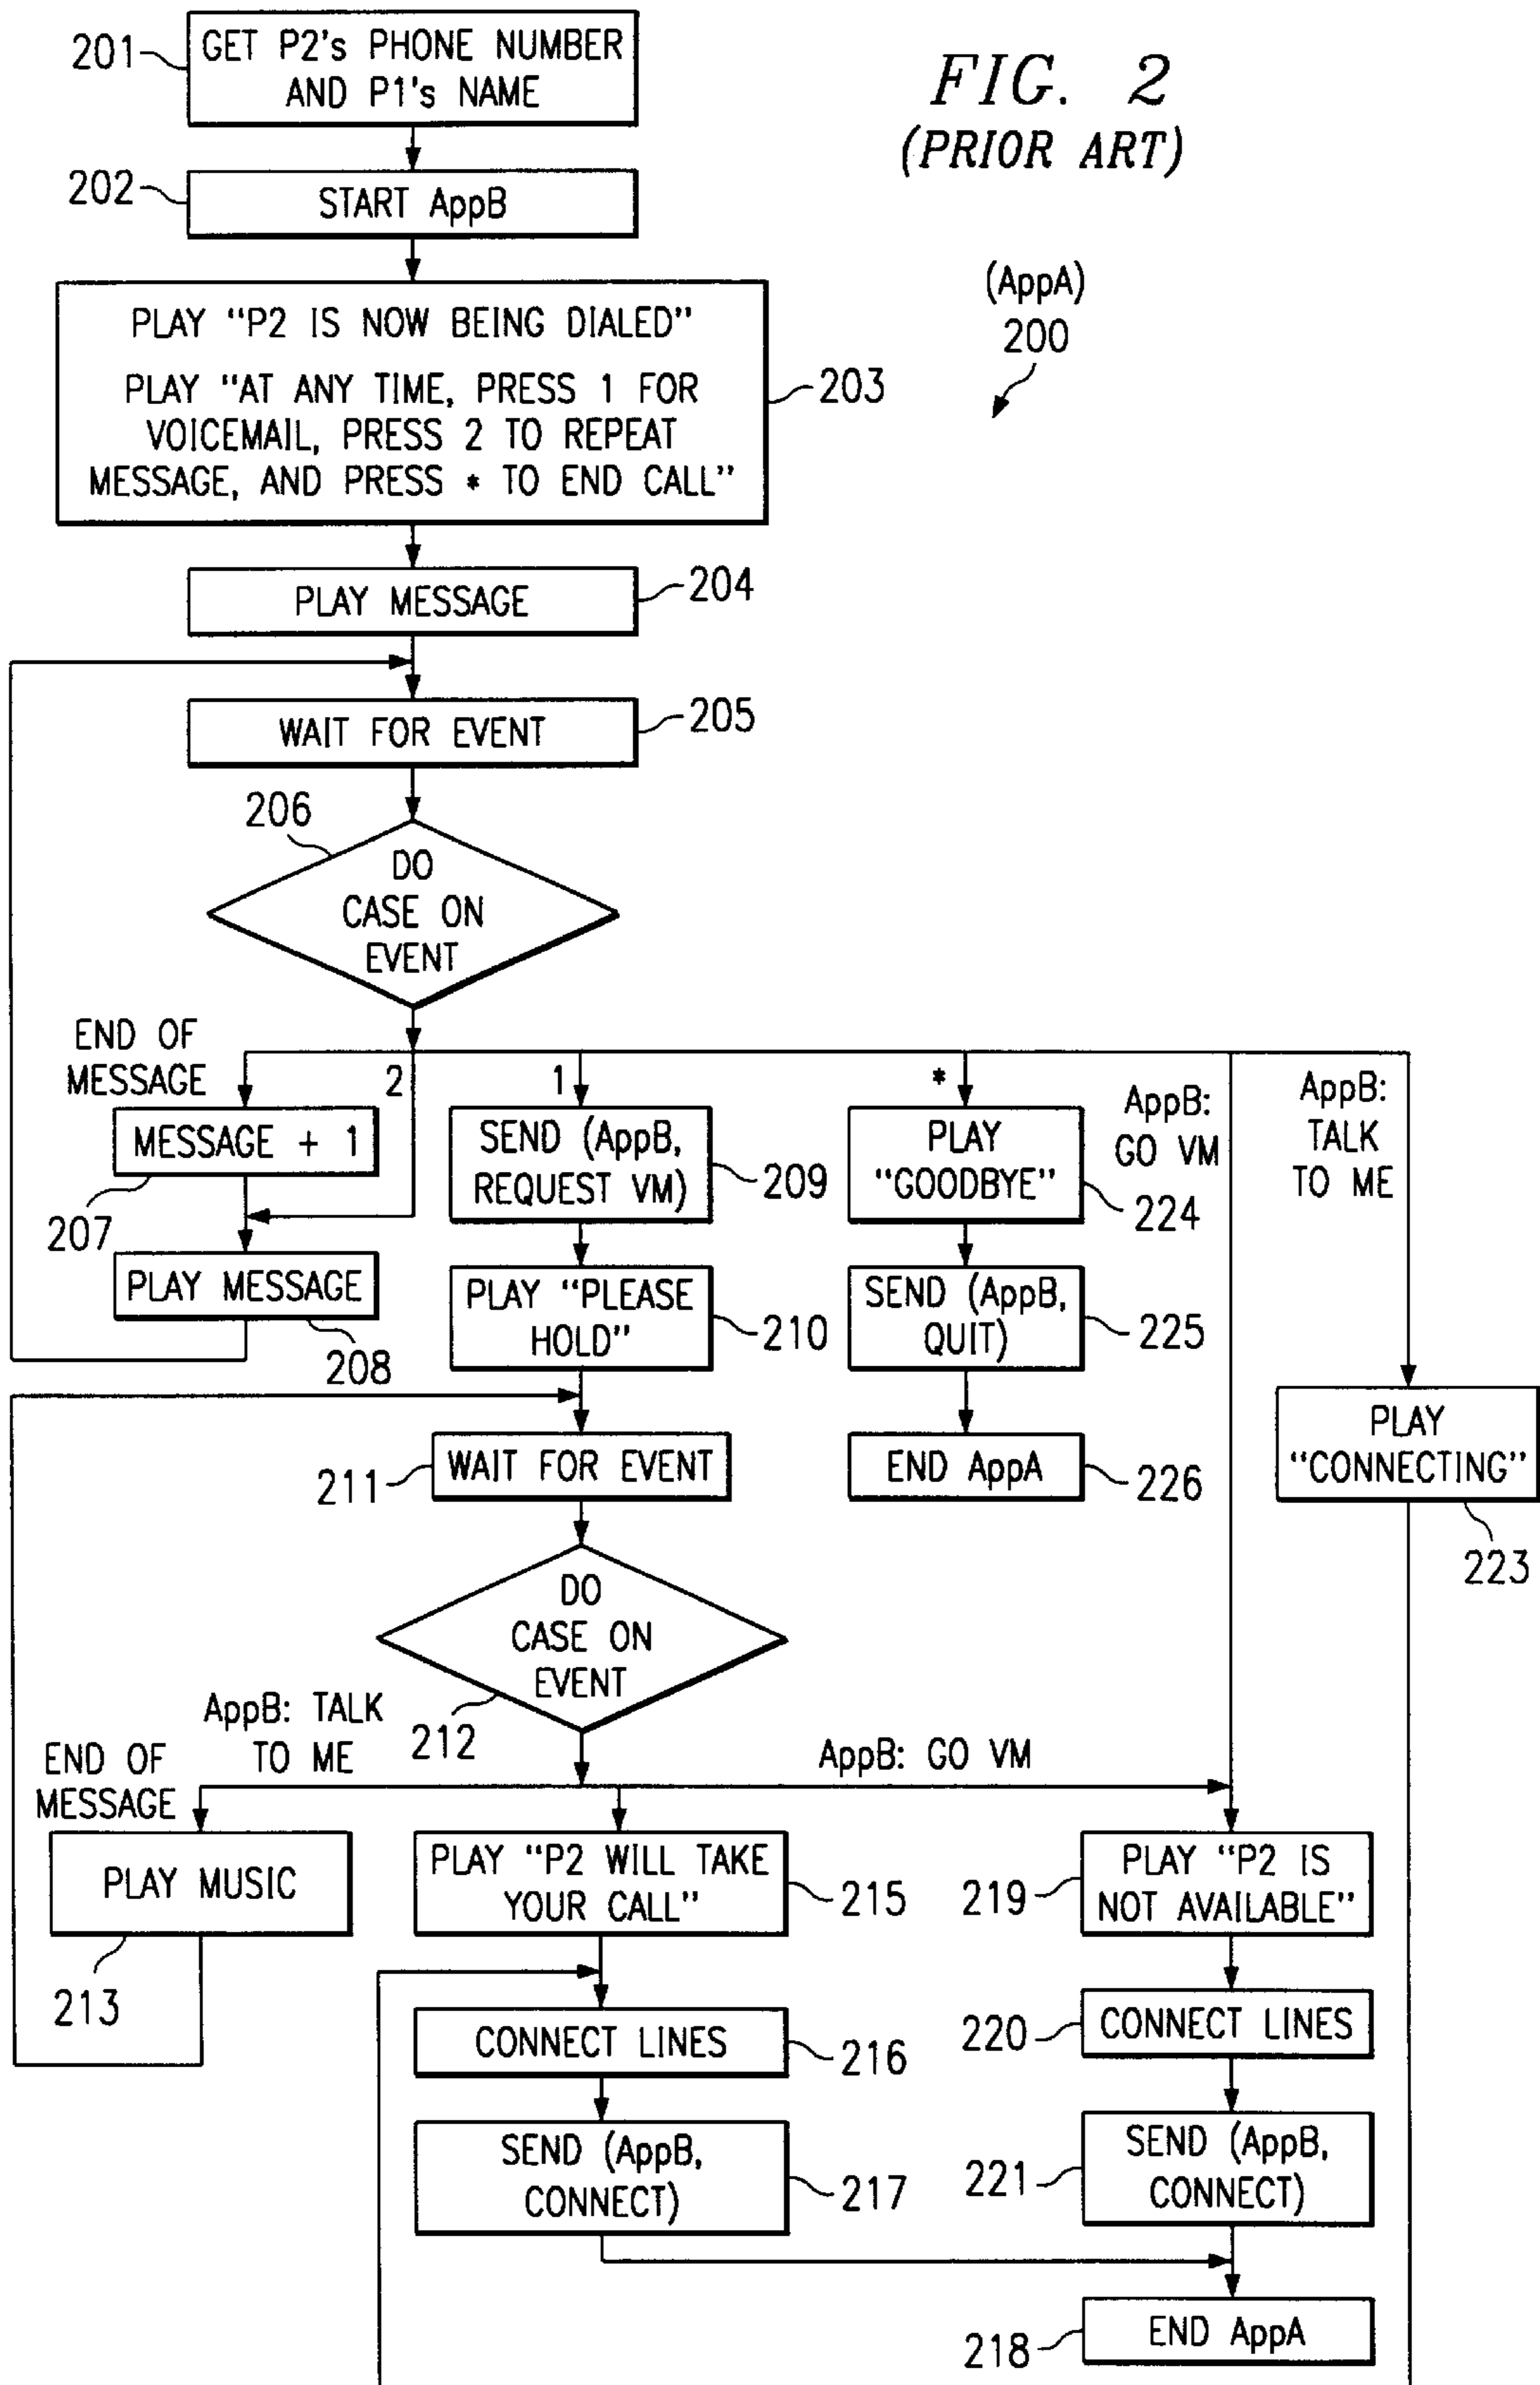 FIG. 2
(PRIOR ART)
(AppA)
200
201
GET P2's PHONE NUMBER
AND P1's NAME
202
START AppB
PLAY “P2 IS NOW BEING DIALED”
PLAY “AT ANY TIME, PRESS 1 FOR
VOICEMAIL, PRESS 2 TO REPEAT
MESSAGE, AND PRESS * TO END CALL”
203
PLAY MESSAGE
204
WAIT FOR EVENT
205
206
DO
CASE ON
EVENT
END OF
MESSAGE
2
1
*
AppB:
GO VM
AppB:
TALK
TO ME
MESSAGE + 1
207
PLAY MESSAGE
208
SEND (AppB,
REQUEST VM)
209
PLAY “PLEASE
HOLD”
210
PLAY
“GOODBYE”
224
SEND (AppB,
QUIT)
225
END AppA
226
PLAY
“CONNECTING”
223
211
WAIT FOR EVENT
DO
CASE ON
EVENT
212
END OF
MESSAGE
AppB: TALK
TO ME
AppB: GO VM
PLAY MUSIC
213
PLAY “P2 WILL TAKE
YOUR CALL”
215
219
PLAY “P2 IS
NOT AVAILABLE”
CONNECT LINES
216
220
CONNECT LINES
SEND (AppB,
CONNECT)
217
221
SEND (AppB,
CONNECT)
218
END AppA